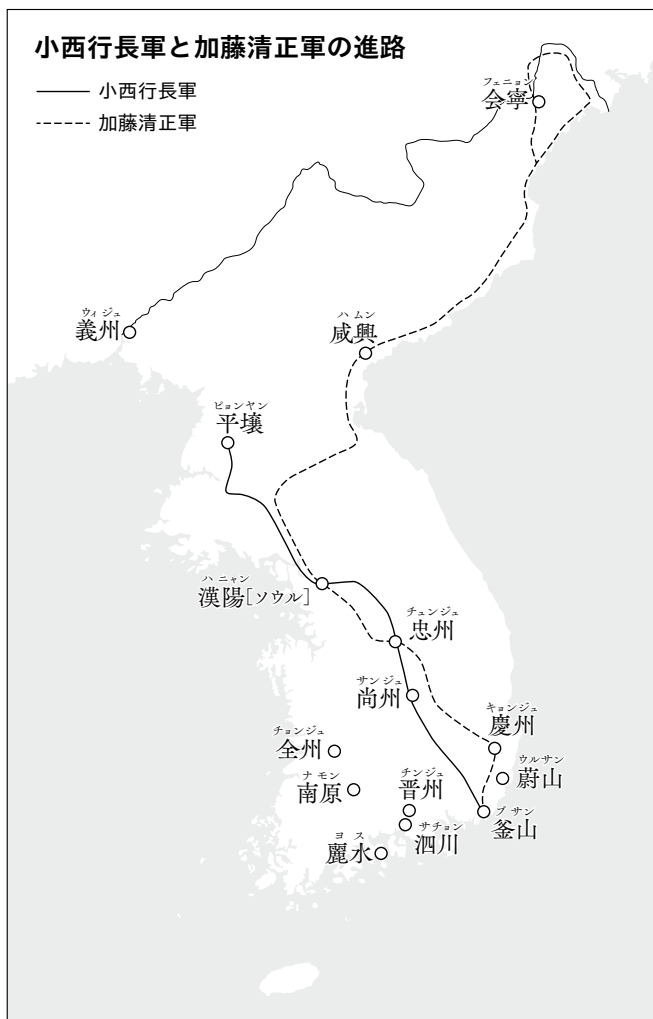 小西行長軍と加藤清正軍の進路
小西行長軍
加藤清正軍
フェニョン
会寧
ウィジュ
義州
ハムン
咸興
ピョンヤン
平壌
ハニャン
漢陽[ソウル]
チュンジュ
忠州
サンジュ
尚州
キョンジュ
慶州
チョンジュ
全州
ウルサン
蔚山
ナモン
南原
チンジュ
晋州
プサン
釜山
サチョン
泗川
ヨス
麗水